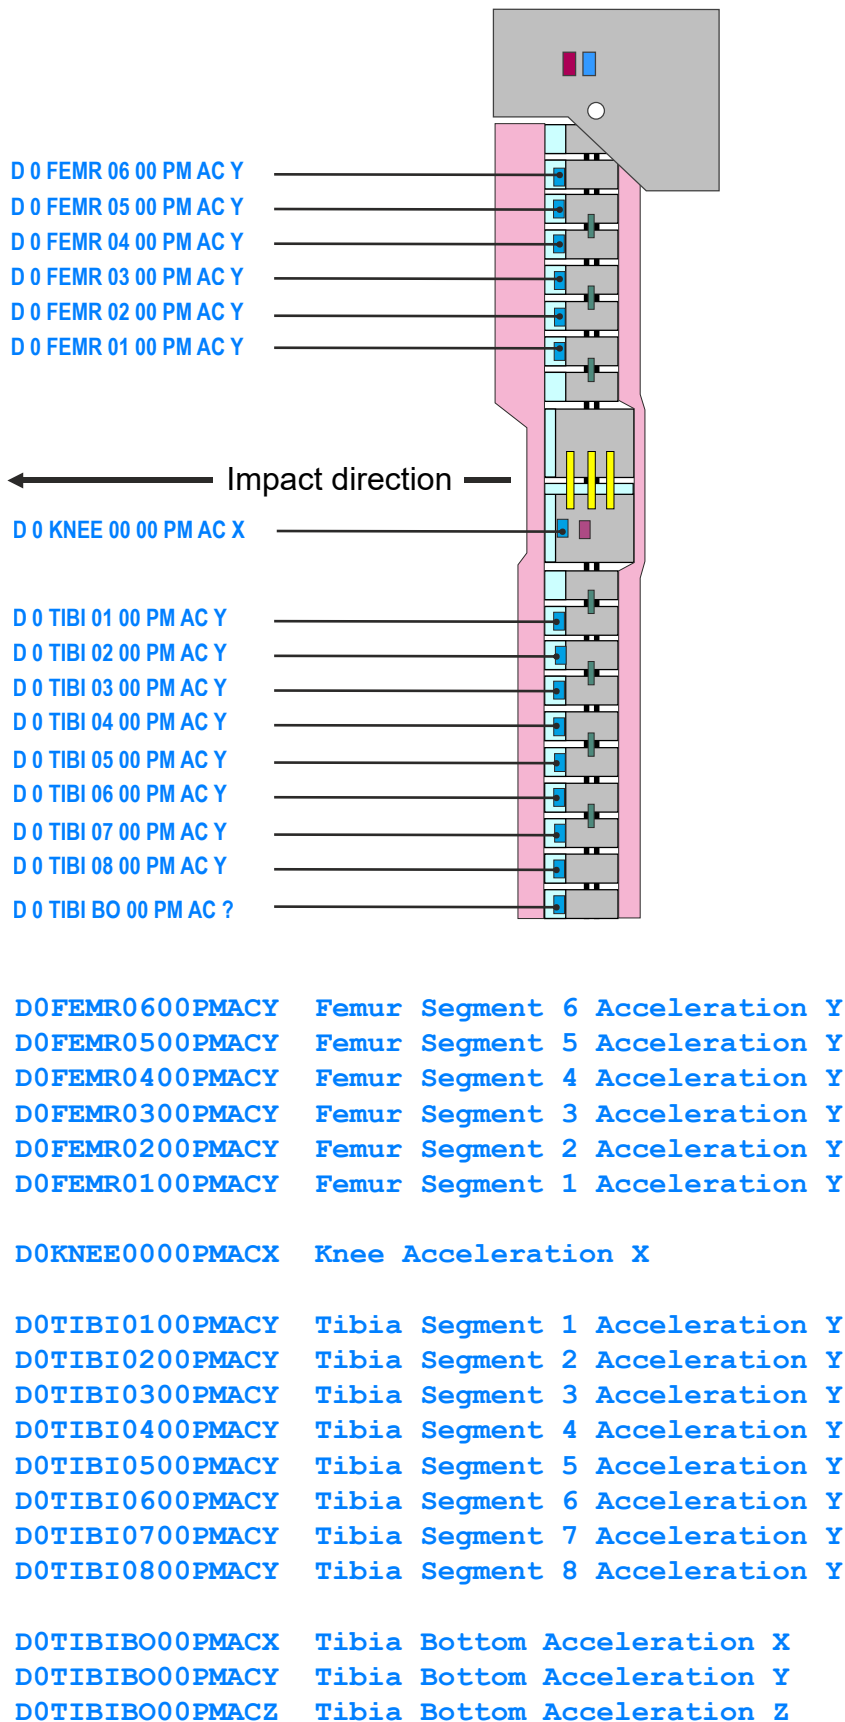 D 0 FEMR 06 00 PM AC Y
D 0 FEMR 05 00 PM AC Y
D 0 FEMR 04 00 PM AC Y
D 0 FEMR 03 00 PM AC Y
D 0 FEMR 02 00 PM AC Y
D 0 FEMR 01 00 PM AC Y
Impact direction
D 0 KNEE 00 00 PM AC X
D 0 TIBI 01 00 PM AC Y
D 0 TIBI 02 00 PM AC Y
D 0 TIBI 03 00 PM AC Y
D 0 TIBI 04 00 PM AC Y
D 0 TIBI 05 00 PM AC Y
D 0 TIBI 06 00 PM AC Y
D 0 TIBI 07 00 PM AC Y
D 0 TIBI 08 00 PM AC Y
D 0 TIBI BO 00 PM AC ?
D0FEMR0600PMACY Femur Segment 6 Acceleration Y
D0FEMR0500PMACY Femur Segment 5 Acceleration Y
D0FEMR0400PMACY Femur Segment 4 Acceleration Y
D0FEMR0300PMACY Femur Segment 3 Acceleration Y
D0FEMR0200PMACY Femur Segment 2 Acceleration Y
D0FEMR0100PMACY Femur Segment 1 Acceleration Y
D0KNEE0000PMACX Knee Acceleration X
D0TIBI0100PMACY Tibia Segment 1 Acceleration Y
D0TIBI0200PMACY Tibia Segment 2 Acceleration Y
D0TIBI0300PMACY Tibia Segment 3 Acceleration Y
D0TIBI0400PMACY Tibia Segment 4 Acceleration Y
D0TIBI0500PMACY Tibia Segment 5 Acceleration Y
D0TIBI0600PMACY Tibia Segment 6 Acceleration Y
D0TIBI0700PMACY Tibia Segment 7 Acceleration Y
D0TIBI0800PMACY Tibia Segment 8 Acceleration Y
D0TIBIBO00PMACX Tibia Bottom Acceleration X
D0TIBIBO00PMACY Tibia Bottom Acceleration Y
D0TIBIBO00PMACZ Tibia Bottom Acceleration Z